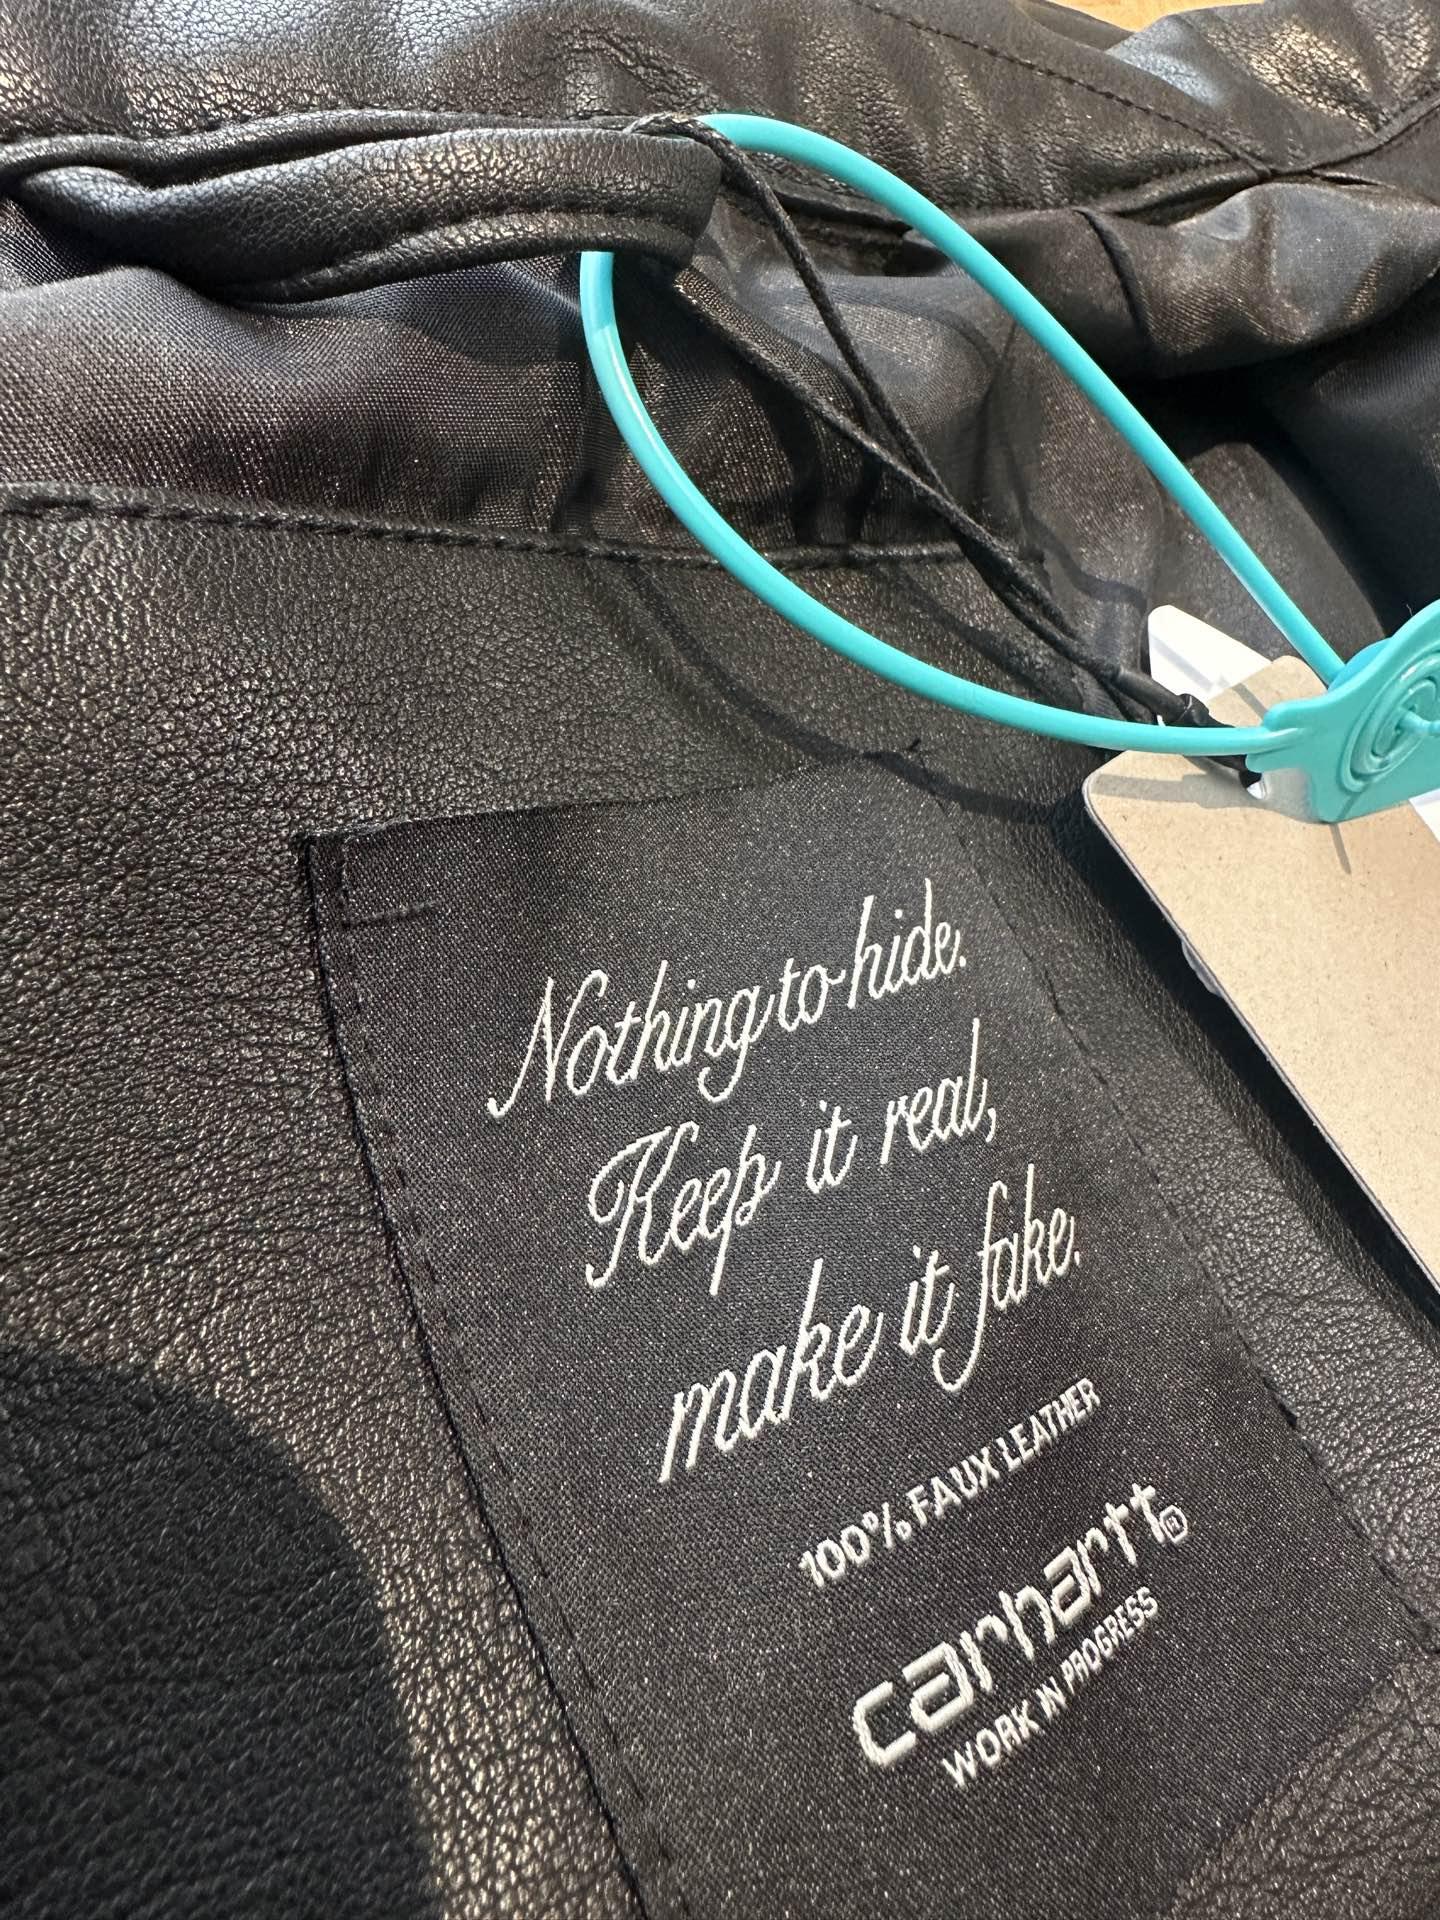 Nothing to hide.
Keep it real,
make it fake.
100% FAUX LEATHER
carhartt®
WORK IN PROGRESS